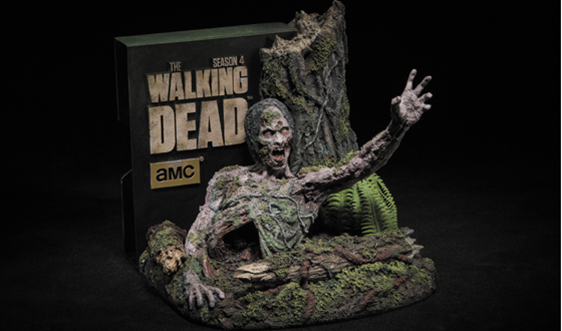 THE SEASON 4
WALKING
DEAD
aMC